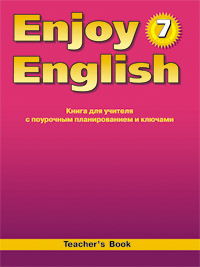 Enjoy 7
English
Книга для учителя
с поурочным планированием и ключами
Teacher's Book